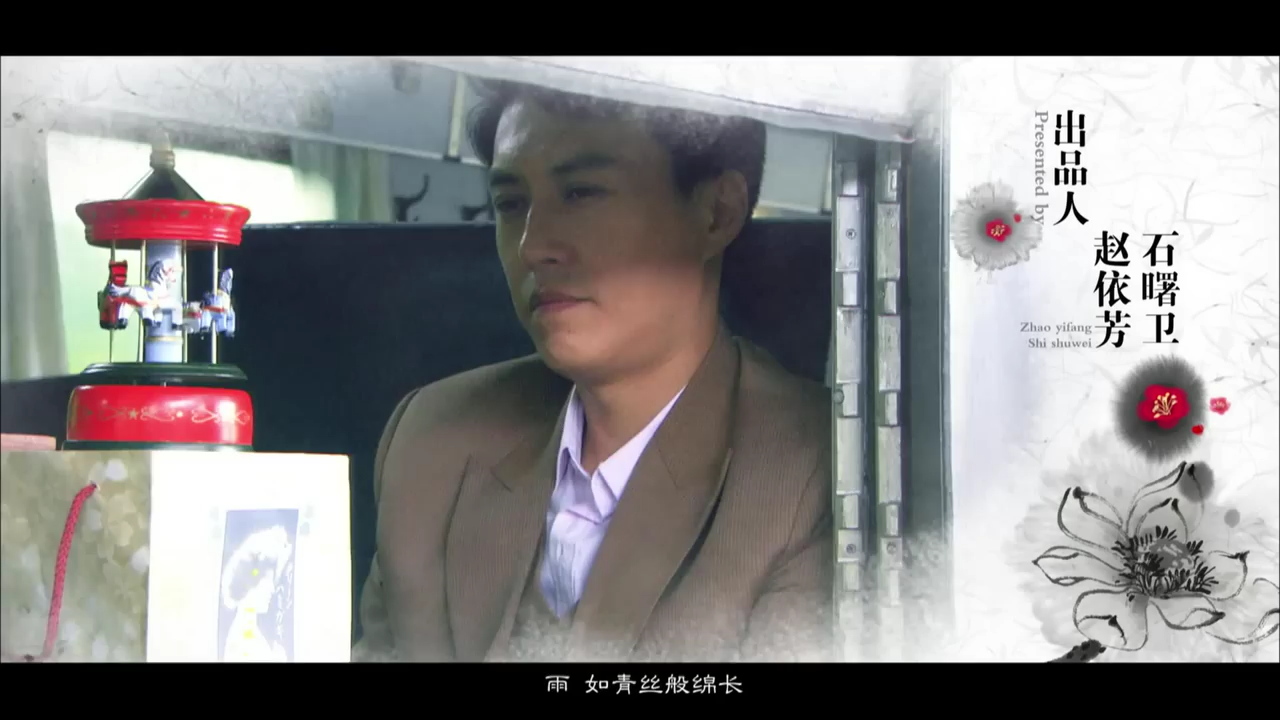 出品人
Presented by
石曙卫
赵依芳
Zhao yifang
Shi shuwei
雨 如青丝般绵长